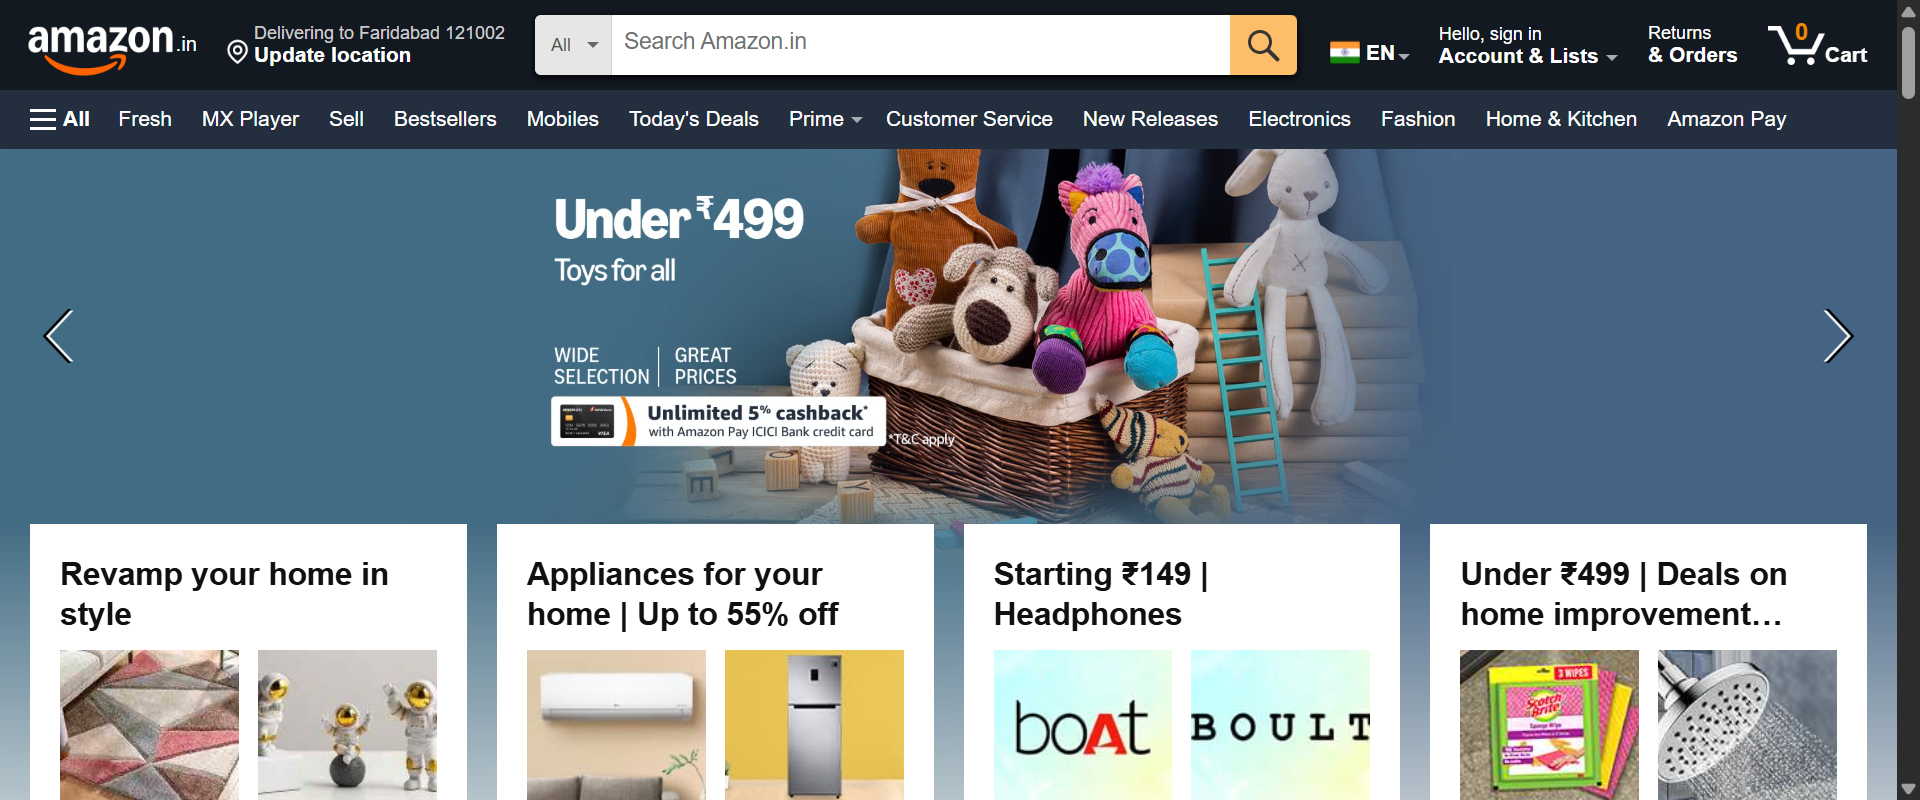 amazon.in
Delivering to Faridabad 121002
Update location
All
Search Amazon.in
EN
Hello, sign in
Account & Lists
Returns
& Orders
0
Cart
All
Fresh
MX Player
Sell
Bestsellers
Mobiles
Today's Deals
Prime
Customer Service
New Releases
Electronics
Fashion
Home & Kitchen
Amazon Pay
Under ₹499
Toys for all
WIDE
SELECTION
GREAT
PRICES
Unlimited 5% cashback*
with Amazon Pay ICICI Bank credit card
*T&C apply
VISA
E
Y
Revamp your home in
style
Appliances for your
home | Up to 55% off
Starting ₹149 |
Headphones
Under ₹499 | Deals on
home improvement…
boAt
BOULT
3 WIPES
Scotch
Brite
Sponge Wipe